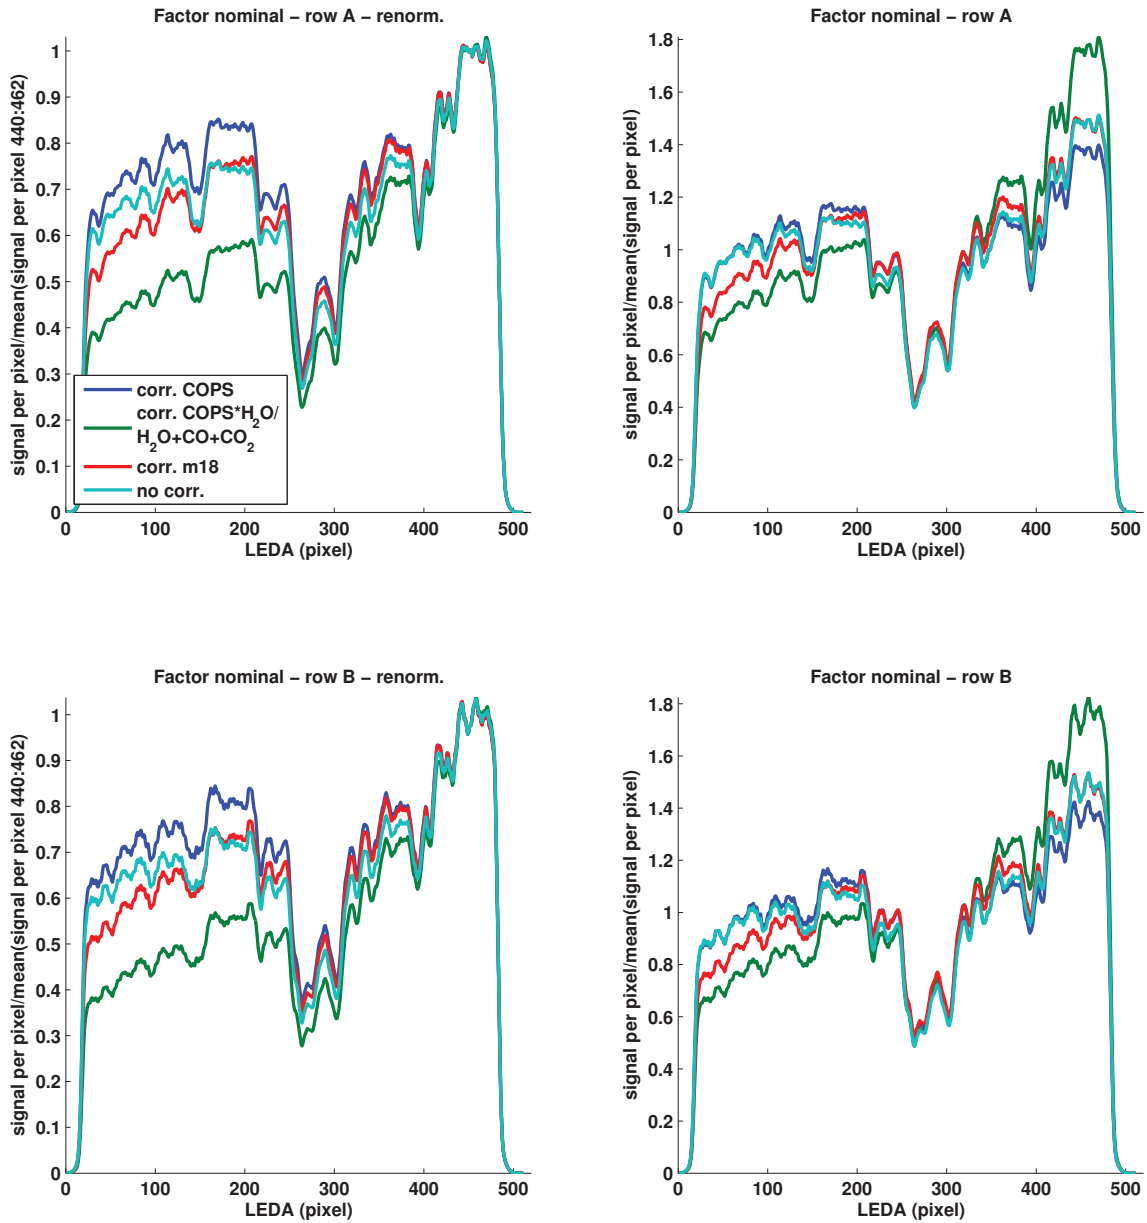 Factor nominal − row A − renorm.
signal per pixel/mean(signal per pixel 440:462)
1
0.9
0.8
0.7
0.6
0.5
0.4
0.3
0.2
0.1
0
corr. COPS
corr. COPS*H2O/
H2O+CO+CO2
corr. m18
no corr.
0 100 200 300 400 500
LEDA (pixel)
Factor nominal − row A
signal per pixel/mean(signal per pixel)
1.8
1.6
1.4
1.2
1
0.8
0.6
0.4
0.2
0
0 100 200 300 400 500
LEDA (pixel)
Factor nominal − row B − renorm.
signal per pixel/mean(signal per pixel 440:462)
1
0.9
0.8
0.7
0.6
0.5
0.4
0.3
0.2
0.1
0
0 100 200 300 400 500
LEDA (pixel)
Factor nominal − row B
signal per pixel/mean(signal per pixel)
1.8
1.6
1.4
1.2
1
0.8
0.6
0.4
0.2
0
0 100 200 300 400 500
LEDA (pixel)